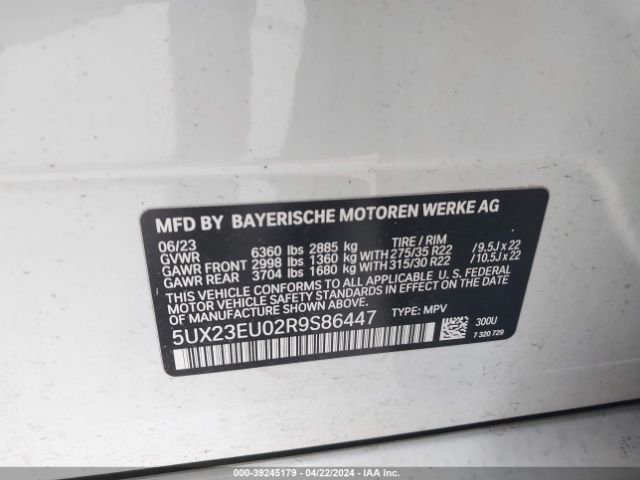 MFD BY BAYERISCHE MOTOREN WERKE AG
06/23 TIRE / RIM
GVWR 6360 lbs 2885 kg
GAWR FRONT 2998 lbs 1360 kg WITH 275/35 R22 / 9.5J x 22
GAWR REAR 3704 lbs 1680 kg WITH 315/30 R22 / 10.5J x 22
THIS VEHICLE CONFORMS TO ALL APPLICABLE U.S. FEDERAL
MOTOR VEHICLE SAFETY STANDARDS IN EFFECT ON THE DATE
OF MANUFACTURE SHOWN ABOVE.
5UX23EU02R9S86447 TYPE: MPV 300U
7 320 729
000-39245179 - 04/22/2024 - IAA Inc.